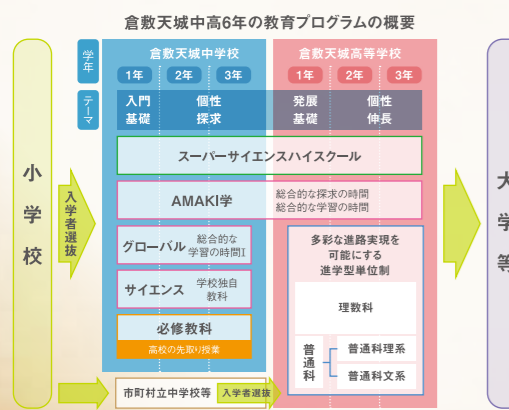 倉敷天城中高6年の教育プログラムの概要
学年
倉敷天城中学校
倉敷天城高等学校
1年 2年 3年
1年 2年 3年
テーマ
入門 個性
基礎 探求
発展 個性
基礎 伸長
小学校
入学者選抜
大学等
スーパーサイエンスハイスクール
AMAKI学
総合的な探求の時間
総合的な学習の時間
グローバル
総合的な
学習の時間I
サイエンス
学校独自
教科
必修教科
高校の先取り授業
多彩な進路実現を
可能にする
進学型単位制
理数科
普通科
普通科理系
普通科文系
市町村立中学校等
入学者選抜